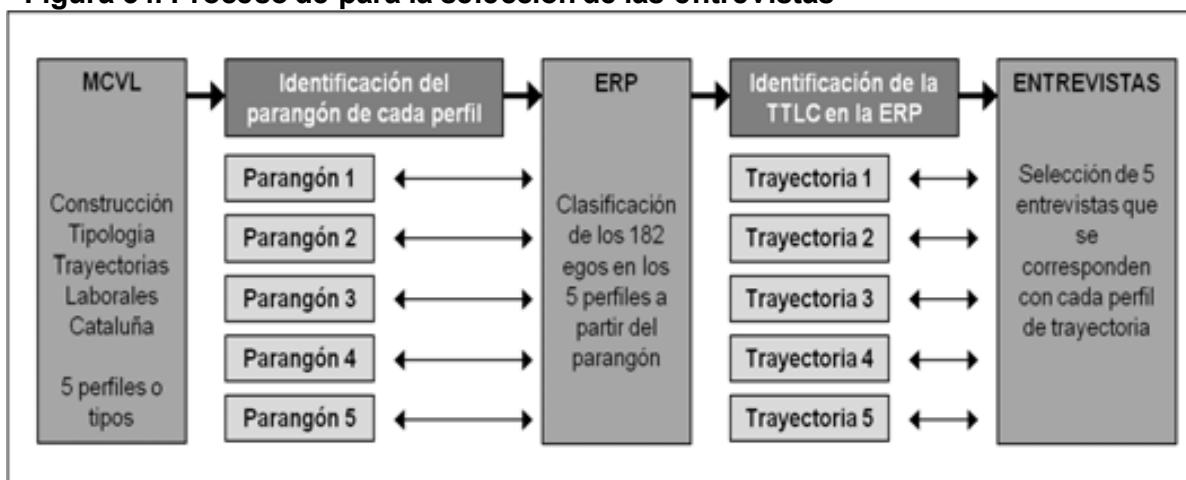 Figura 34. Proceso de para la selección de las entrevistas
MCVL
Construcción
Tipología
Trayectorias
Laborales
Cataluña
5 perfiles o
tipos
Identificación del
parangón de cada perfil
Parangón 1
Parangón 2
Parangón 3
Parangón 4
Parangón 5
ERP
Clasificación
de los 182
egos en los
5 perfiles a
partir del
parangón
Identificación de la
TTLC en la ERP
Trayectoria 1
Trayectoria 2
Trayectoria 3
Trayectoria 4
Trayectoria 5
ENTREVISTAS
Selección de 5
entrevistas que
se
corresponden
con cada perfil
de trayectoria